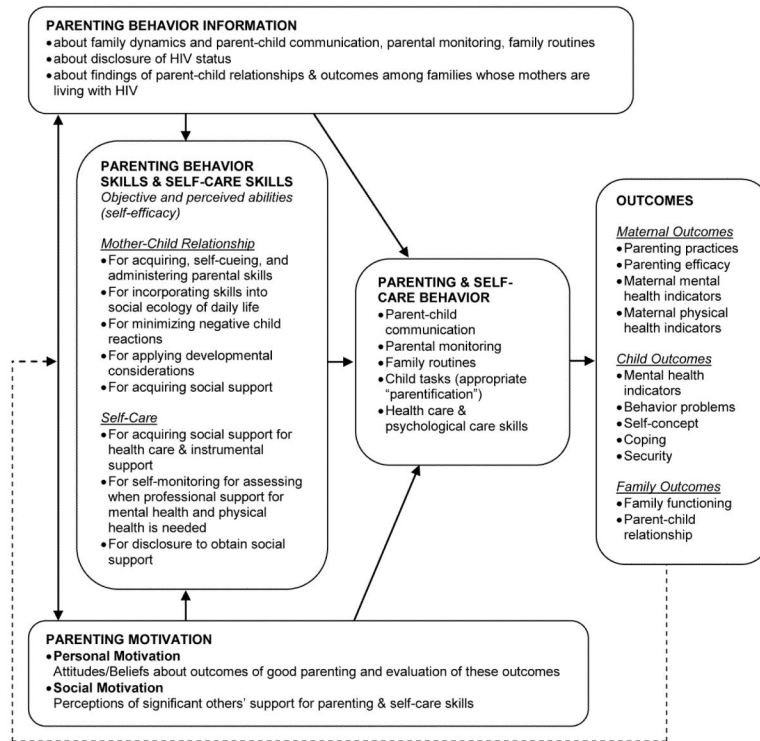 PARENTING BEHAVIOR INFORMATION
• about family dynamics and parent-child communication, parental monitoring, family routines
• about disclosure of HIV status
• about findings of parent-child relationships & outcomes among families whose mothers are
living with HIV
PARENTING BEHAVIOR
SKILLS & SELF-CARE SKILLS
Objective and perceived abilities
(self-efficacy)
Mother-Child Relationship
• For acquiring, self-cueing, and
administering parental skills
• For incorporating skills into
social ecology of daily life
• For minimizing negative child
reactions
• For applying developmental
considerations
• For acquiring social support
Self-Care
• For acquiring social support for
health care & instrumental
support
• For self-monitoring for assessing
when professional support for
mental health and physical
health is needed
• For disclosure to obtain social
support
PARENTING & SELF-
CARE BEHAVIOR
• Parent-child
communication
• Parental monitoring
• Family routines
• Child tasks (appropriate
“parentification”)
• Health care &
psychological care skills
OUTCOMES
Maternal Outcomes
• Parenting practices
• Parenting efficacy
• Maternal mental
health indicators
• Maternal physical
health indicators
Child Outcomes
• Mental health
indicators
• Behavior problems
• Self-concept
• Coping
• Security
Family Outcomes
• Family functioning
• Parent-child
relationship
PARENTING MOTIVATION
• Personal Motivation
Attitudes/Beliefs about outcomes of good parenting and evaluation of these outcomes
• Social Motivation
Perceptions of significant others’ support for parenting & self-care skills